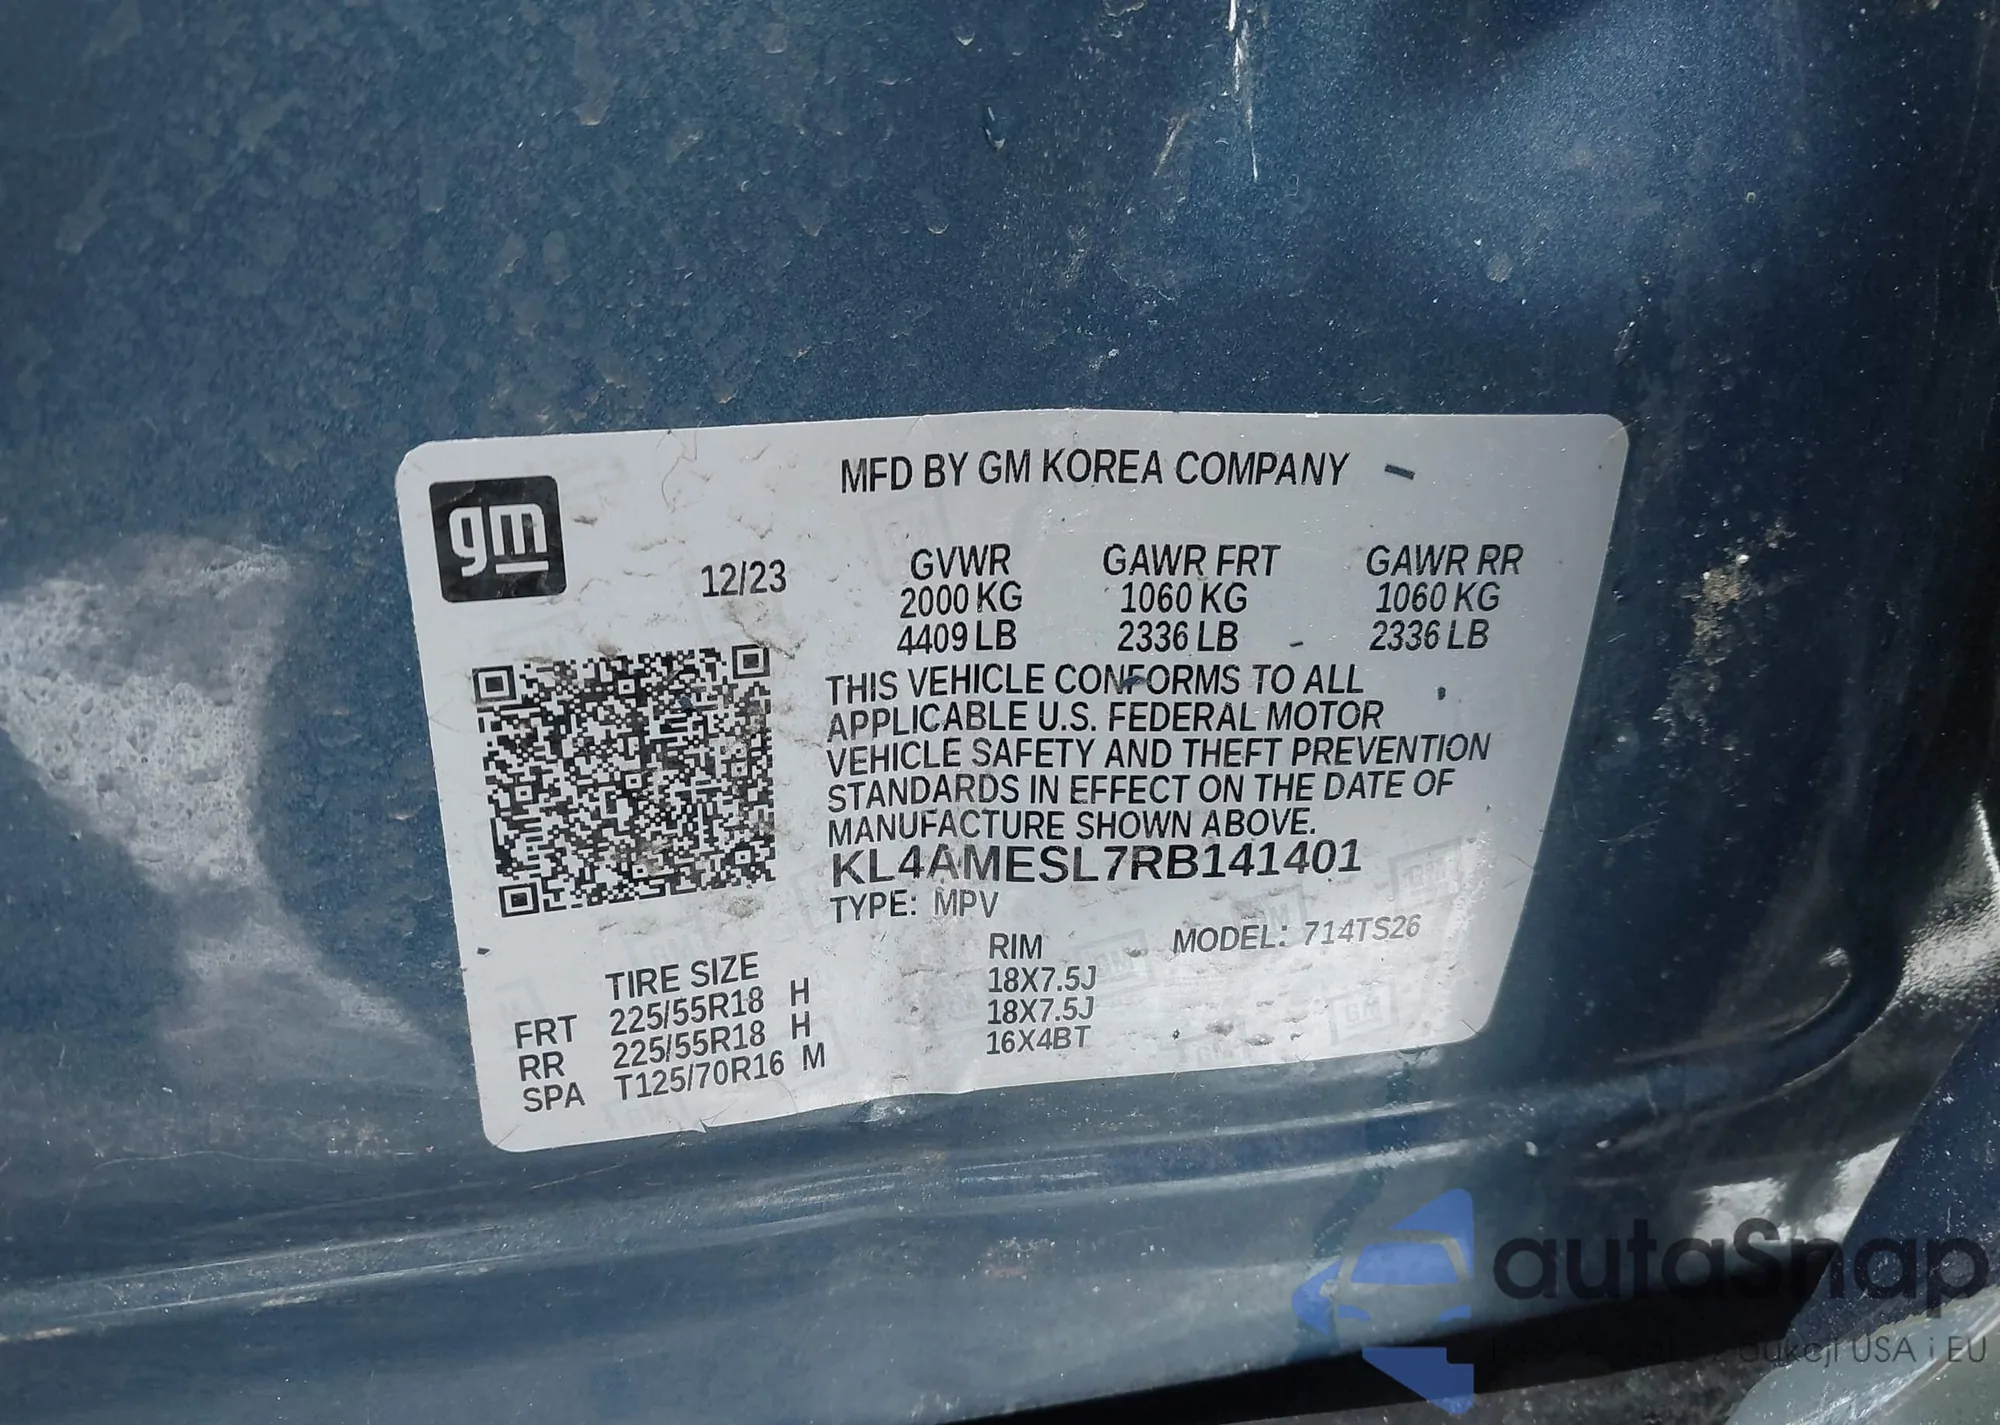 MFD BY GM KOREA COMPANY
gm
12/23
GVWR GAWR FRT GAWR RR
2000 KG 1060 KG 1060 KG
4409 LB 2336 LB 2336 LB
THIS VEHICLE CONFORMS TO ALL
APPLICABLE U.S. FEDERAL MOTOR
VEHICLE SAFETY AND THEFT PREVENTION
STANDARDS IN EFFECT ON THE DATE OF
MANUFACTURE SHOWN ABOVE.
KL4AMESL7RB141401
TYPE: MPV
TIRE SIZE RIM MODEL: 714TS26
FRT 225/55R18 H 18X7.5J
RR 225/55R18 H 18X7.5J
SPA T125/70R16 M 16X4BT
autaSnap
USA i EU